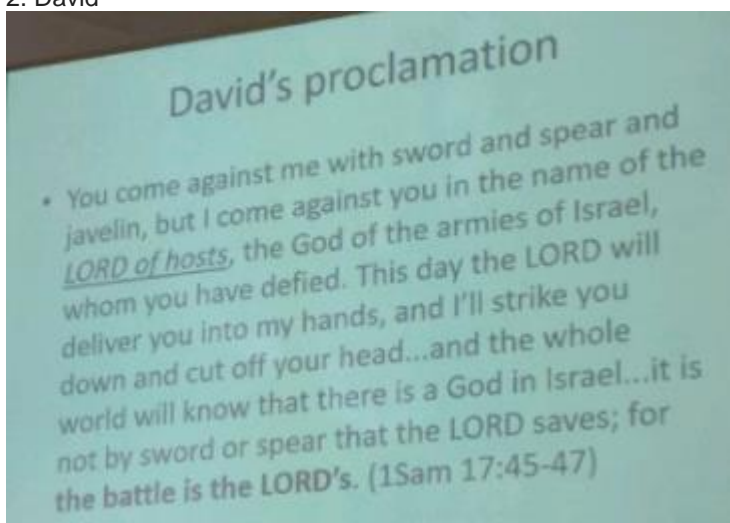 2. David
David's proclamation
• You come against me with sword and spear and
javelin, but I come against you in the name of the
LORD of hosts, the God of the armies of Israel,
whom you have defied. This day the LORD will
deliver you into my hands, and I'll strike you
down and cut off your head...and the whole
world will know that there is a God in Israel...it is
not by sword or spear that the LORD saves; for
the battle is the LORD's. (1Sam 17:45-47)